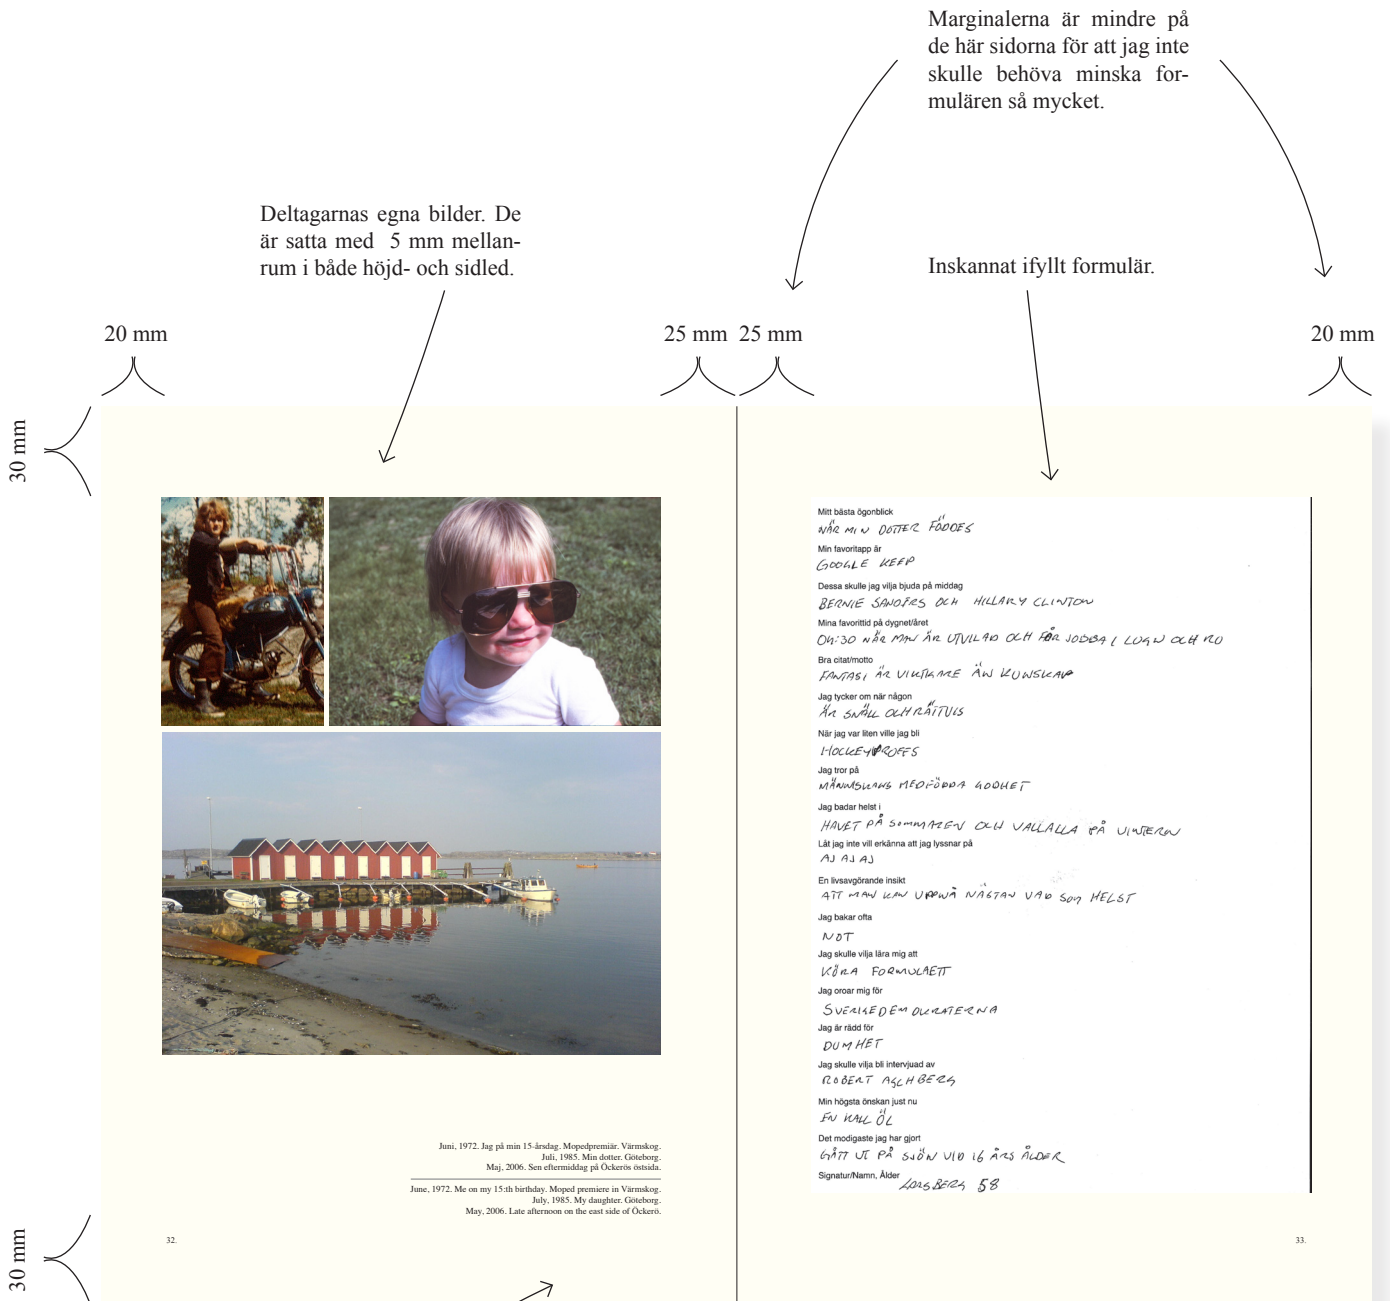 Marginalerna är mindre på
de här sidorna för att jag inte
skulle behöva minska for-
mulären så mycket.
Deltagarnas egna bilder. De
är satta med 5 mm mellan-
rum i både höjd- och sidled.
Inskannat ifyllt formulär.
20 mm
25 mm 25 mm
20 mm
30 mm
Juni, 1972. Jag på min 15-årsdag. Mopedpremiär. Värmskog.
Juli, 1985. Min dotter. Göteborg.
Maj, 2006. Sen eftermiddag på Öckerös östsida.
June, 1972. Me on my 15:th birthday. Moped premiere in Värmskog.
July, 1985. My daughter. Göteborg.
May, 2006. Late afternoon on the east side of Öckerö.
32.
30 mm
Mitt bästa ögonblick
NÄR MIN DOTTER FÖDDES
Min favoritapp är
GOOGLE KEEP
Dessa skulle jag vilja bjuda på middag
BERNIE SANDERS OCH HILLARY CLINTON
Mina favorittid på dygnet/året
04:30 NÄR MAN ÄR UTVILAD OCH FÅR JOBBA I LUGN OCH RO
Bra citat/motto
FANTASI ÄR VIKTIGARE ÄN KUNSKAP
Jag tycker om när någon
ÄR SNÄLL OCH RÄTTVIS
När jag var liten ville jag bli
HOCKEYPROFFS
Jag tror på
MÄNNISKANS MEDFÖDDA GODHET
Jag badar helst i
HAVET PÅ SOMMAREN OCH VALLALLA PÅ VINTERN
Låt jag inte vill erkänna att jag lyssnar på
AJ AJ AJ
En livsavgörande insikt
ATT MAN KAN UPPNÅ NÄSTAN VAD SOM HELST
Jag bakar ofta
NOT
Jag skulle vilja lära mig att
KÖRA FORMULAETT
Jag oroar mig för
SVERIGEDEMOKRATERNA
Jag är rädd för
DUMHET
Jag skulle vilja bli intervjuad av
ROBERT ASCHBERG
Min högsta önskan just nu
EN KALL ÖL
Det modigaste jag har gjort
GÅTT UT PÅ SJÖN VID 16 ÅRS ÅLDER
Signatur/Namn, Ålder
LARS BERG 58
33.